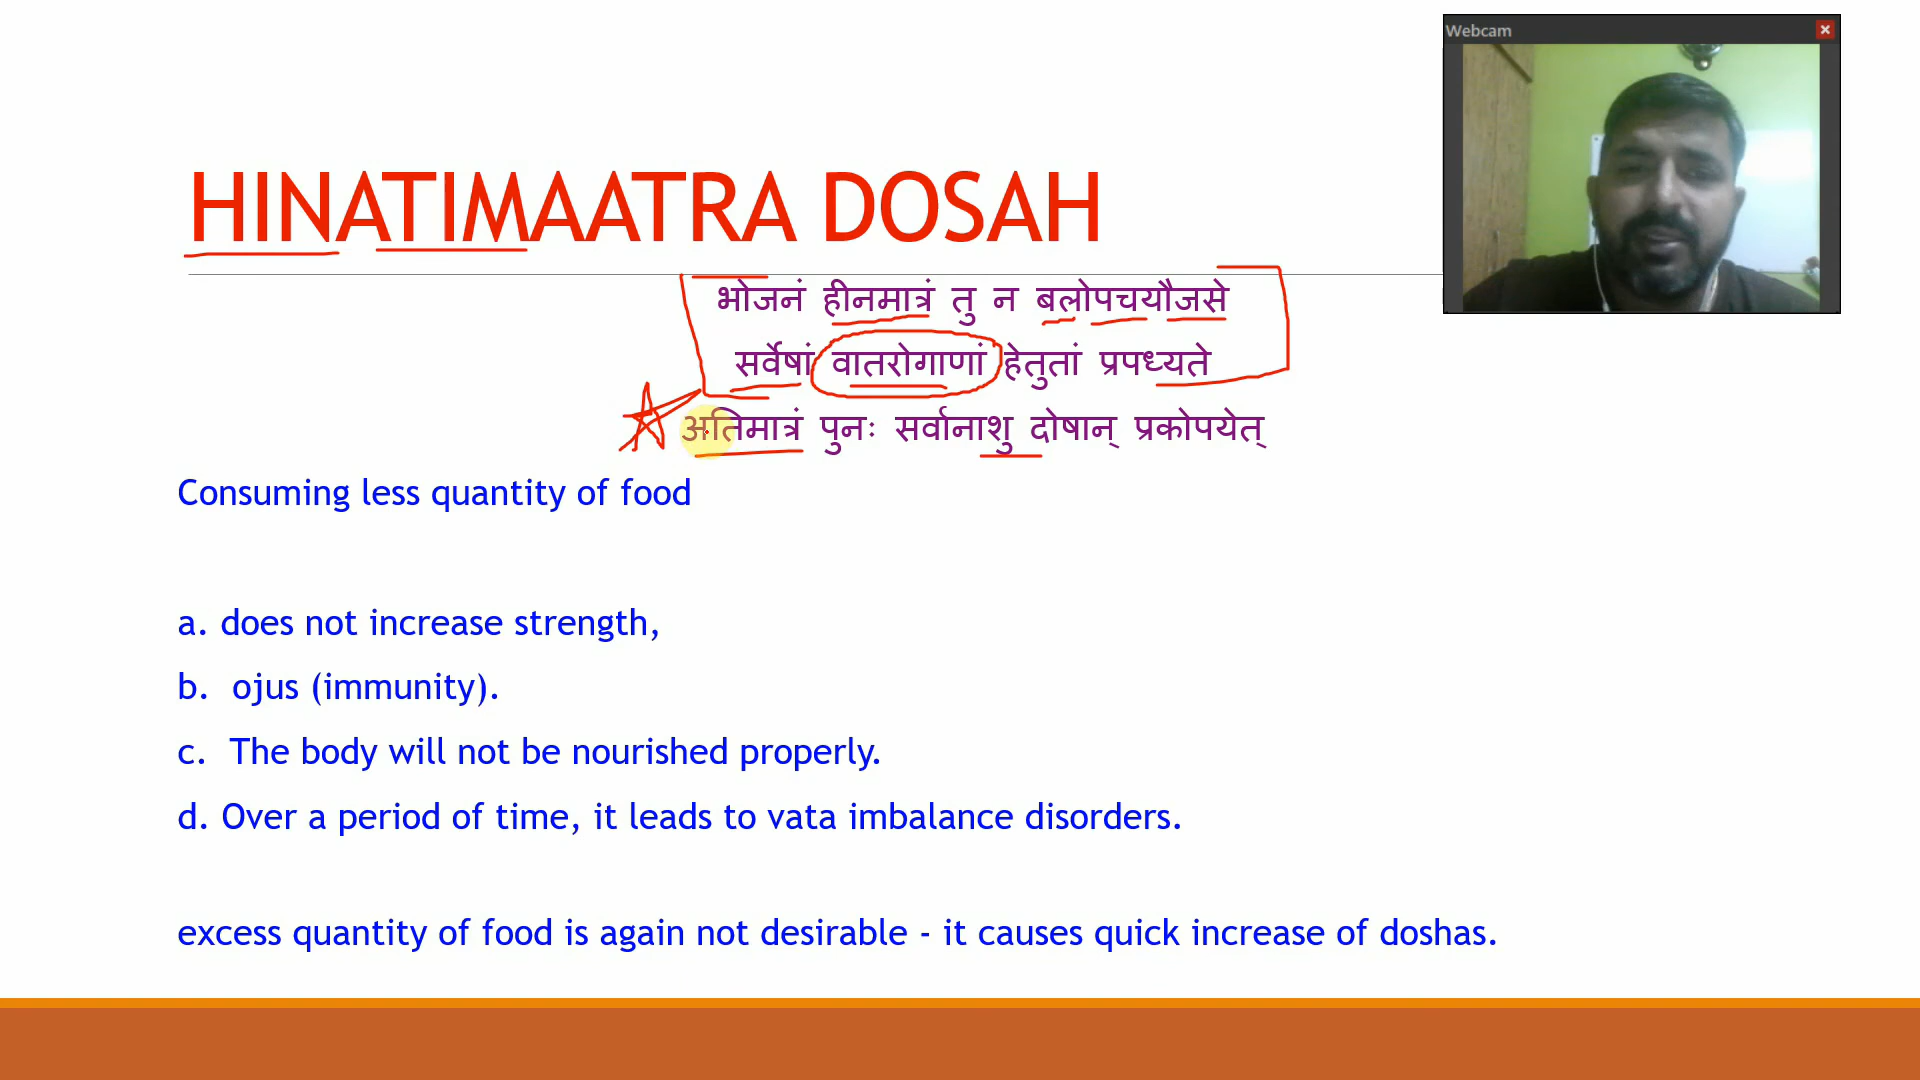 Webcam
HINATIMAATRA DOSAH
भोजनं हीनमात्रं तु न बलोपचयौजसे
सर्वेषां वातरोगाणां हेतुतां प्रपध्यते
अतिमात्रं पुनः सर्वानाशु दोषान् प्रकोपयेत्
Consuming less quantity of food
a. does not increase strength,
b. ojus (immunity).
c. The body will not be nourished properly.
d. Over a period of time, it leads to vata imbalance disorders.
excess quantity of food is again not desirable - it causes quick increase of doshas.